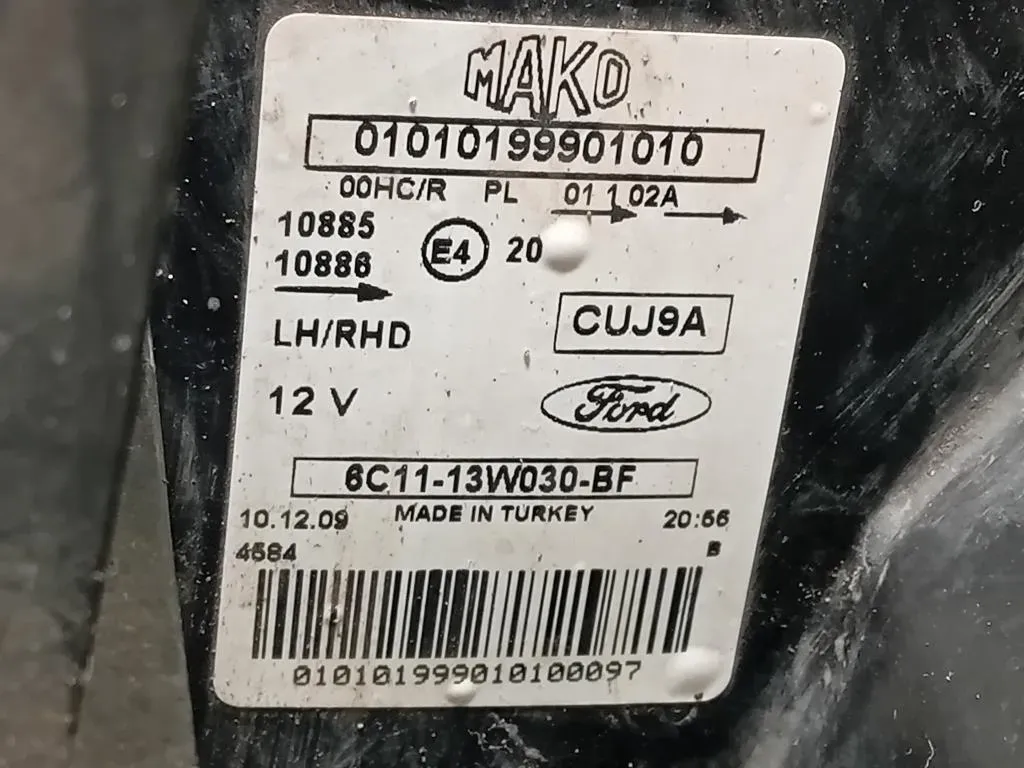 MAKO
01010199901010
00HC/R PL 01 1 02A
10885
10886
E4 20
LH/RHD
CUJ9A
12 V
Ford
6C11-13W030-BF
10.12.09 MADE IN TURKEY 20:56
4584 B
010101999010100097